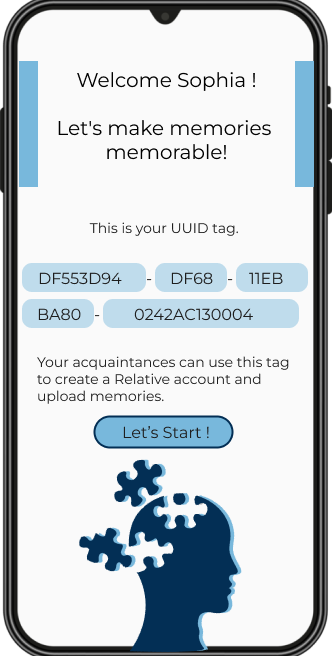 Welcome Sophia !
Let's make memories
memorable!
This is your UUID tag.
DF553D94 - DF68 - 11EB
BA80 - 0242AC130004
Your acquaintances can use this tag
to create a Relative account and
upload memories.
Let's Start !